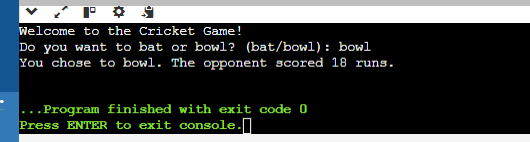 Welcome to the Cricket Game!
Do you want to bat or bowl? (bat/bowl): bowl
You chose to bowl. The opponent scored 18 runs.
...Program finished with exit code 0
Press ENTER to exit console.